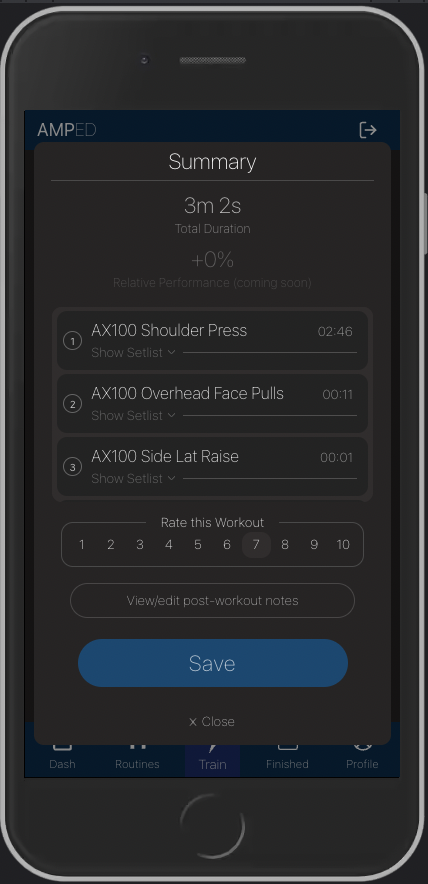 AMPED
Summary
3m 2s
Total Duration
+0%
Relative Performance (coming soon)
1 AX100 Shoulder Press 02:46
Show Setlist
2 AX100 Overhead Face Pulls 00:11
Show Setlist
3 AX100 Side Lat Raise 00:01
Show Setlist
Rate this Workout
1 2 3 4 5 6 7 8 9 10
View/edit post-workout notes
Save
x Close
Dash Routines Train Finished Profile